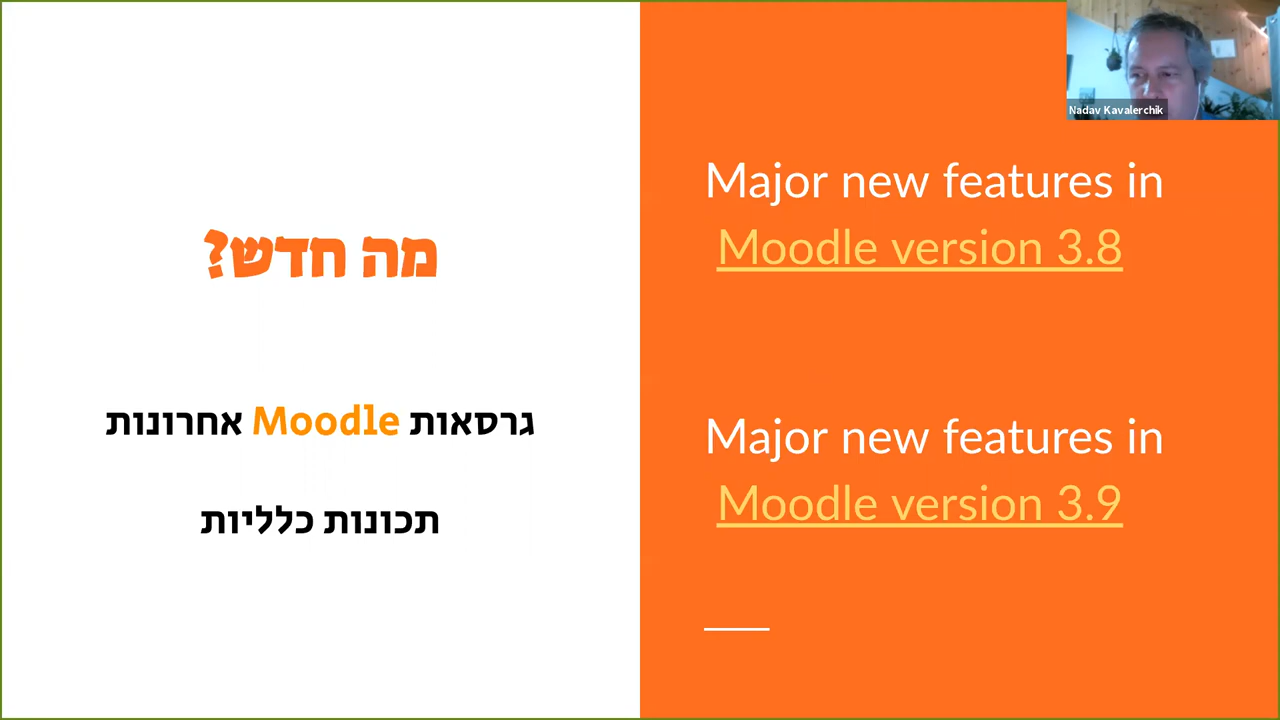 מה חדש?
גרסאות Moodle אחרונות
תכונות כלליות
Major new features in
Moodle version 3.8
Major new features in
Moodle version 3.9
Nadav Kavalerchik